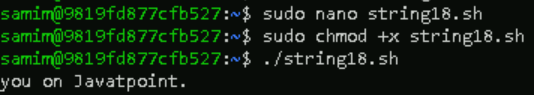 samim@9819fd877cfb527:~$ sudo nano string18.sh
samim@9819fd877cfb527:~$ sudo chmod +x string18.sh
samim@9819fd877cfb527:~$ ./string18.sh
you on Javatpoint.